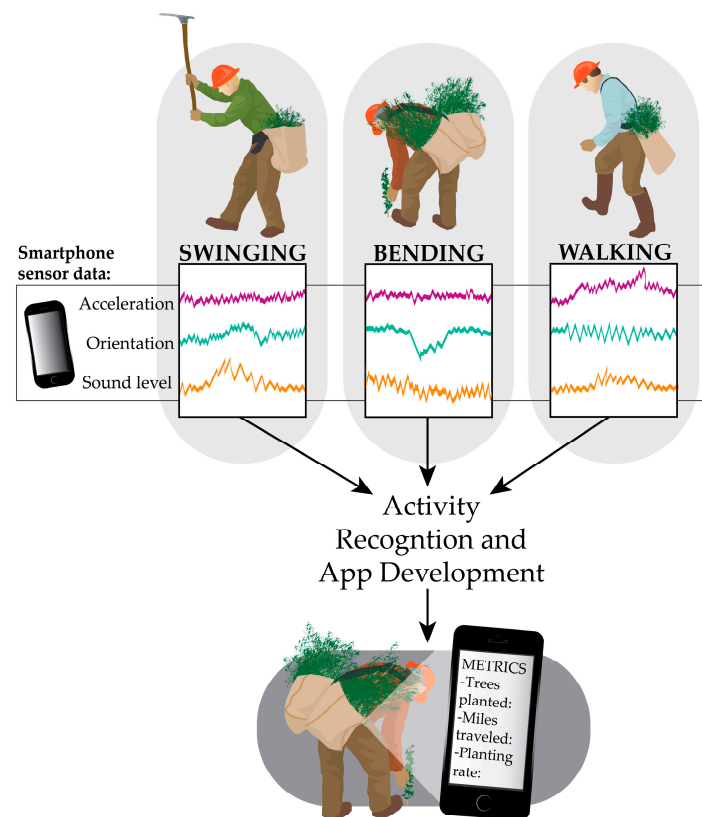 Smartphone
sensor data:
SWINGING
BENDING
WALKING
Acceleration
Orientation
Sound level
Activity
Recogntion and
App Development
METRICS
-Trees
planted:
-Miles
traveled:
-Planting
rate: